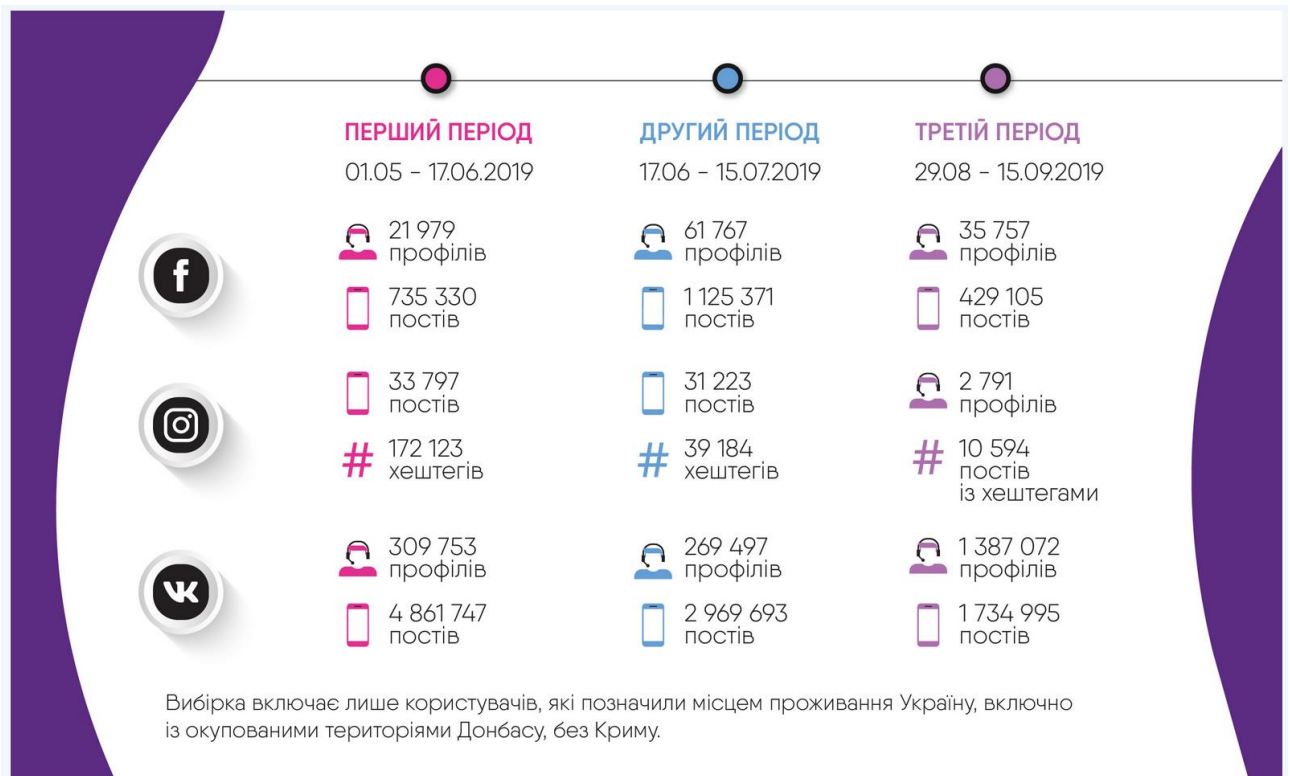 ПЕРШИЙ ПЕРІОД
01.05 - 17.06.2019
ДРУГИЙ ПЕРІОД
17.06 - 15.07.2019
ТРЕТІЙ ПЕРІОД
29.08 - 15.09.2019
f
21 979
профілів
61 767
профілів
35 757
профілів
735 330
постів
1 125 371
постів
429 105
постів
33 797
постів
31 223
постів
2 791
профілів
# 172 123
хештегів
# 39 184
хештегів
# 10 594
постів
із хештегами
309 753
профілів
269 497
профілів
1 387 072
профілів
4 861 747
постів
2 969 693
постів
1 734 995
постів
Вибірка включає лише користувачів, які позначили місцем проживання Україну, включно
із окупованими територіями Донбасу, без Криму.